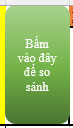 Bấm
vào đây
để so
sánh